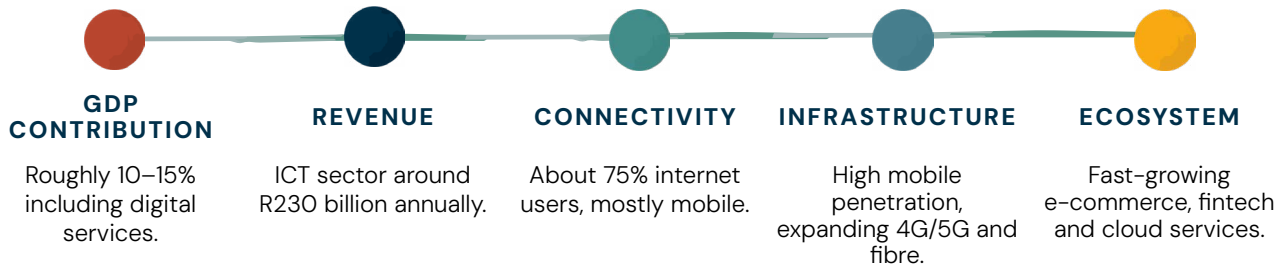 GDP
CONTRIBUTION
Roughly 10–15%
including digital
services.
REVENUE
ICT sector around
R230 billion annually.
CONNECTIVITY
About 75% internet
users, mostly mobile.
INFRASTRUCTURE
High mobile
penetration,
expanding 4G/5G and
fibre.
ECOSYSTEM
Fast-growing
e-commerce, fintech
and cloud services.